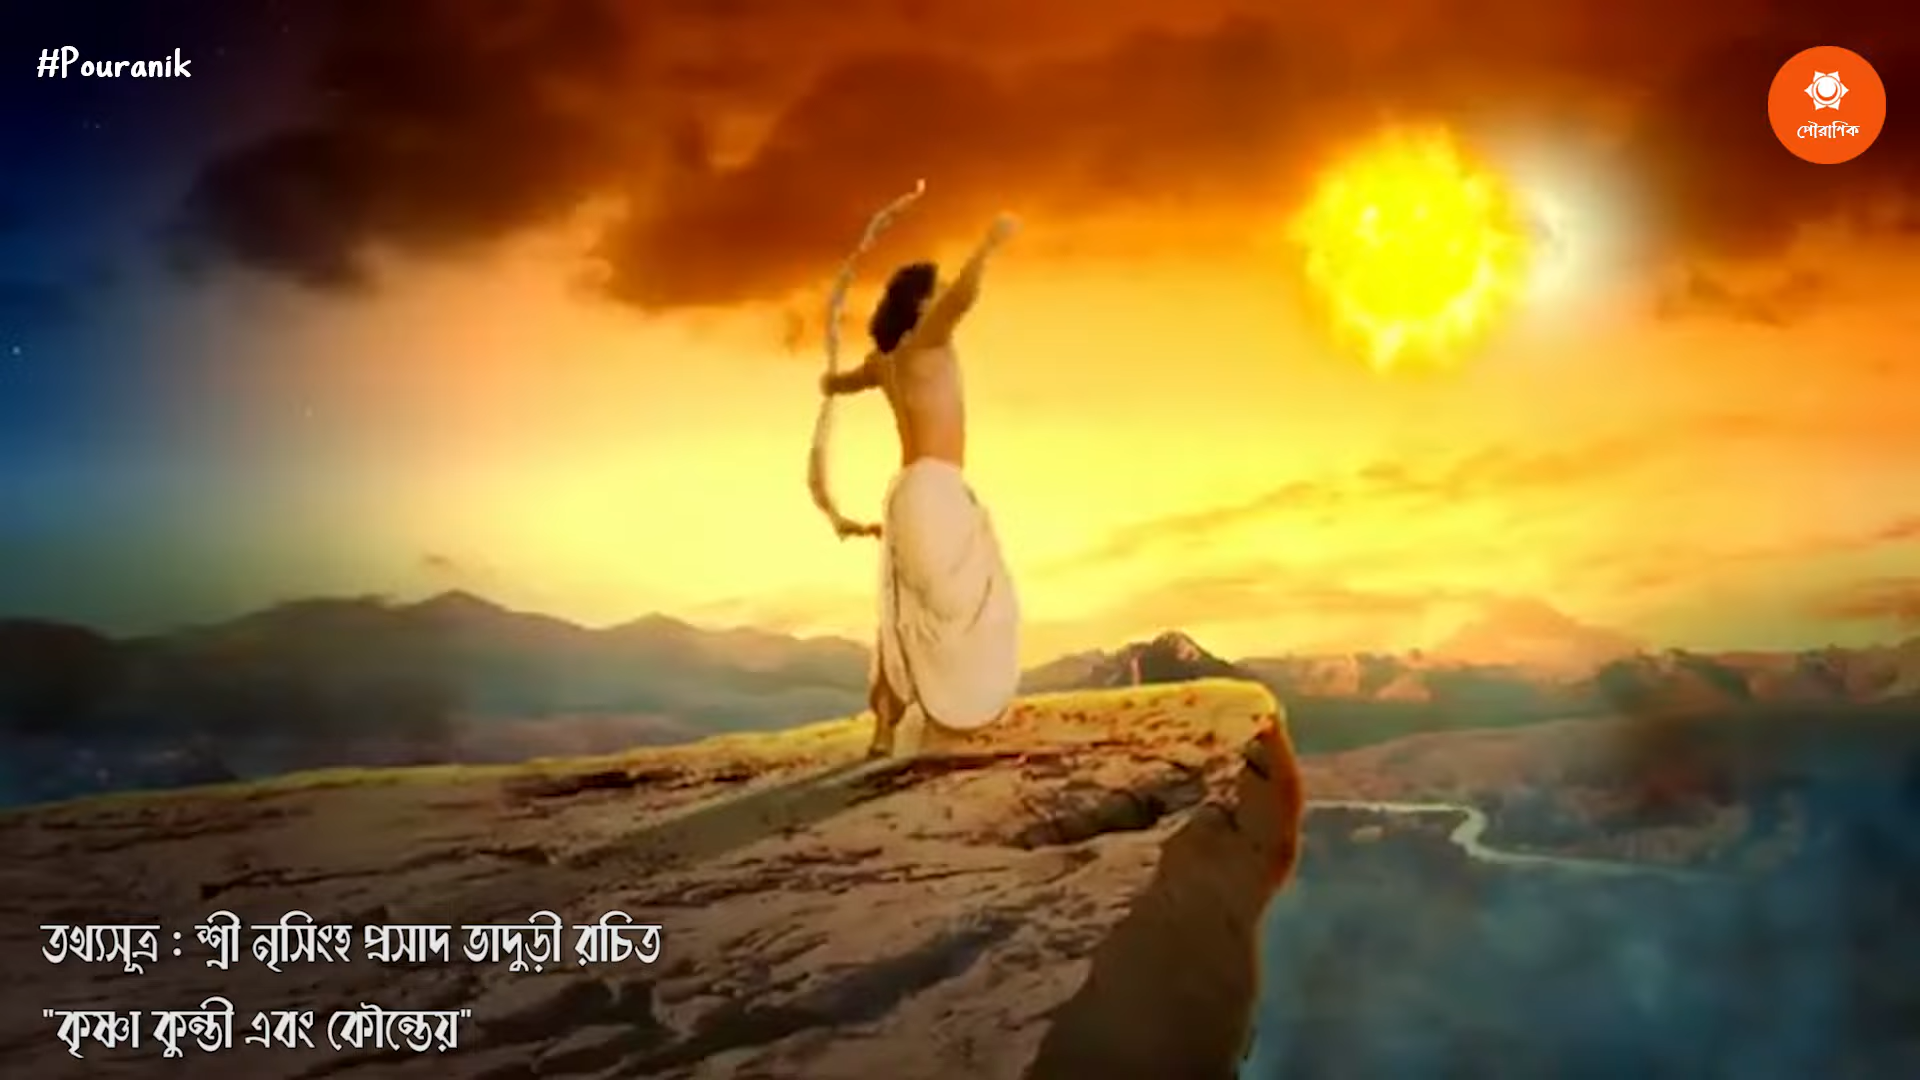 #Pouranik
পৌরাণিক
তথ্যসূত্র : শ্রী নৃসিংহ প্রসাদ ভাদুড়ী রচিত
"কৃষ্ণা কুন্তী এবং কৌন্তেয়"